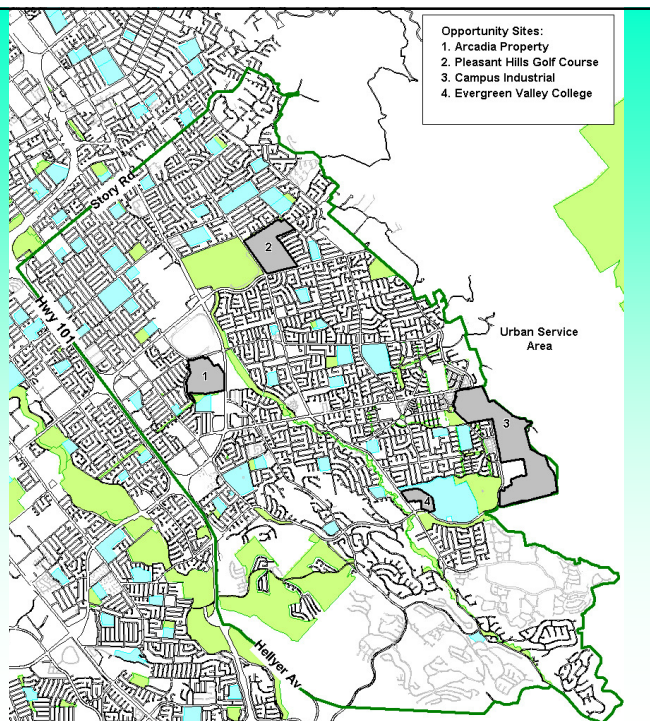 Opportunity Sites:
1. Arcadia Property
2. Pleasant Hills Golf Course
3. Campus Industrial
4. Evergreen Valley College
Story Rd
2
Hwy 101
Urban Service
Area
1
3
4
Hellyer Av